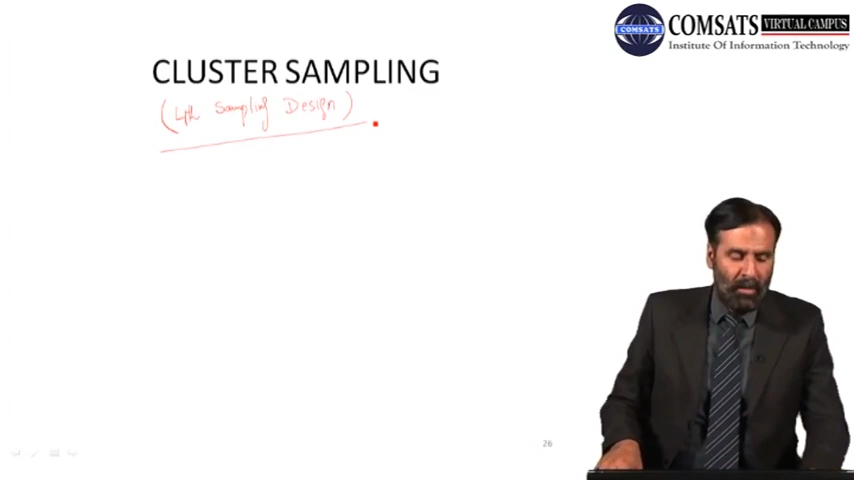 COMSATS VIRTUAL CAMPUS
COMSATS
Institute Of Information Technology
CLUSTER SAMPLING
(4th Sampling Design)
26